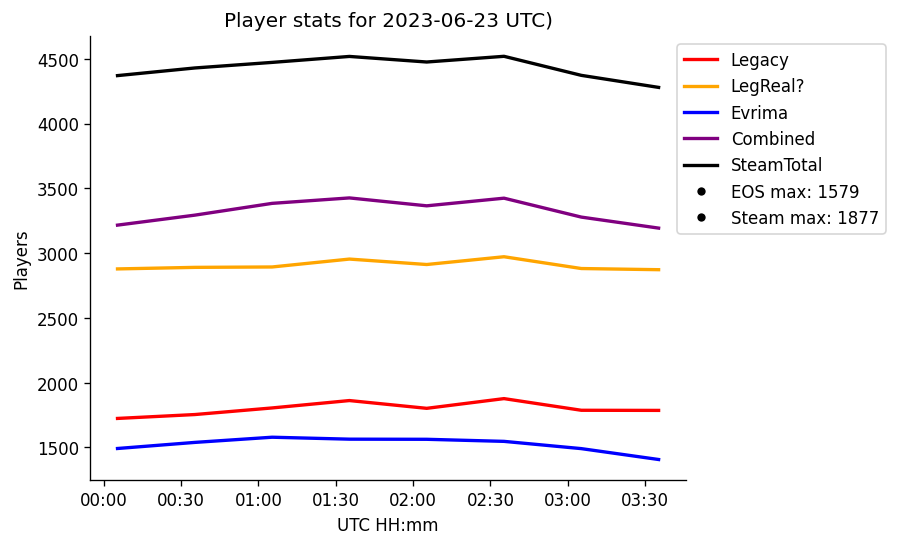 Player stats for 2023-06-23 UTC)
4500
4000
3500
3000
2500
2000
1500
Players
00:00 00:30 01:00 01:30 02:00 02:30 03:00 03:30
UTC HH:mm
Legacy
LegReal?
Evrima
Combined
SteamTotal
EOS max: 1579
Steam max: 1877